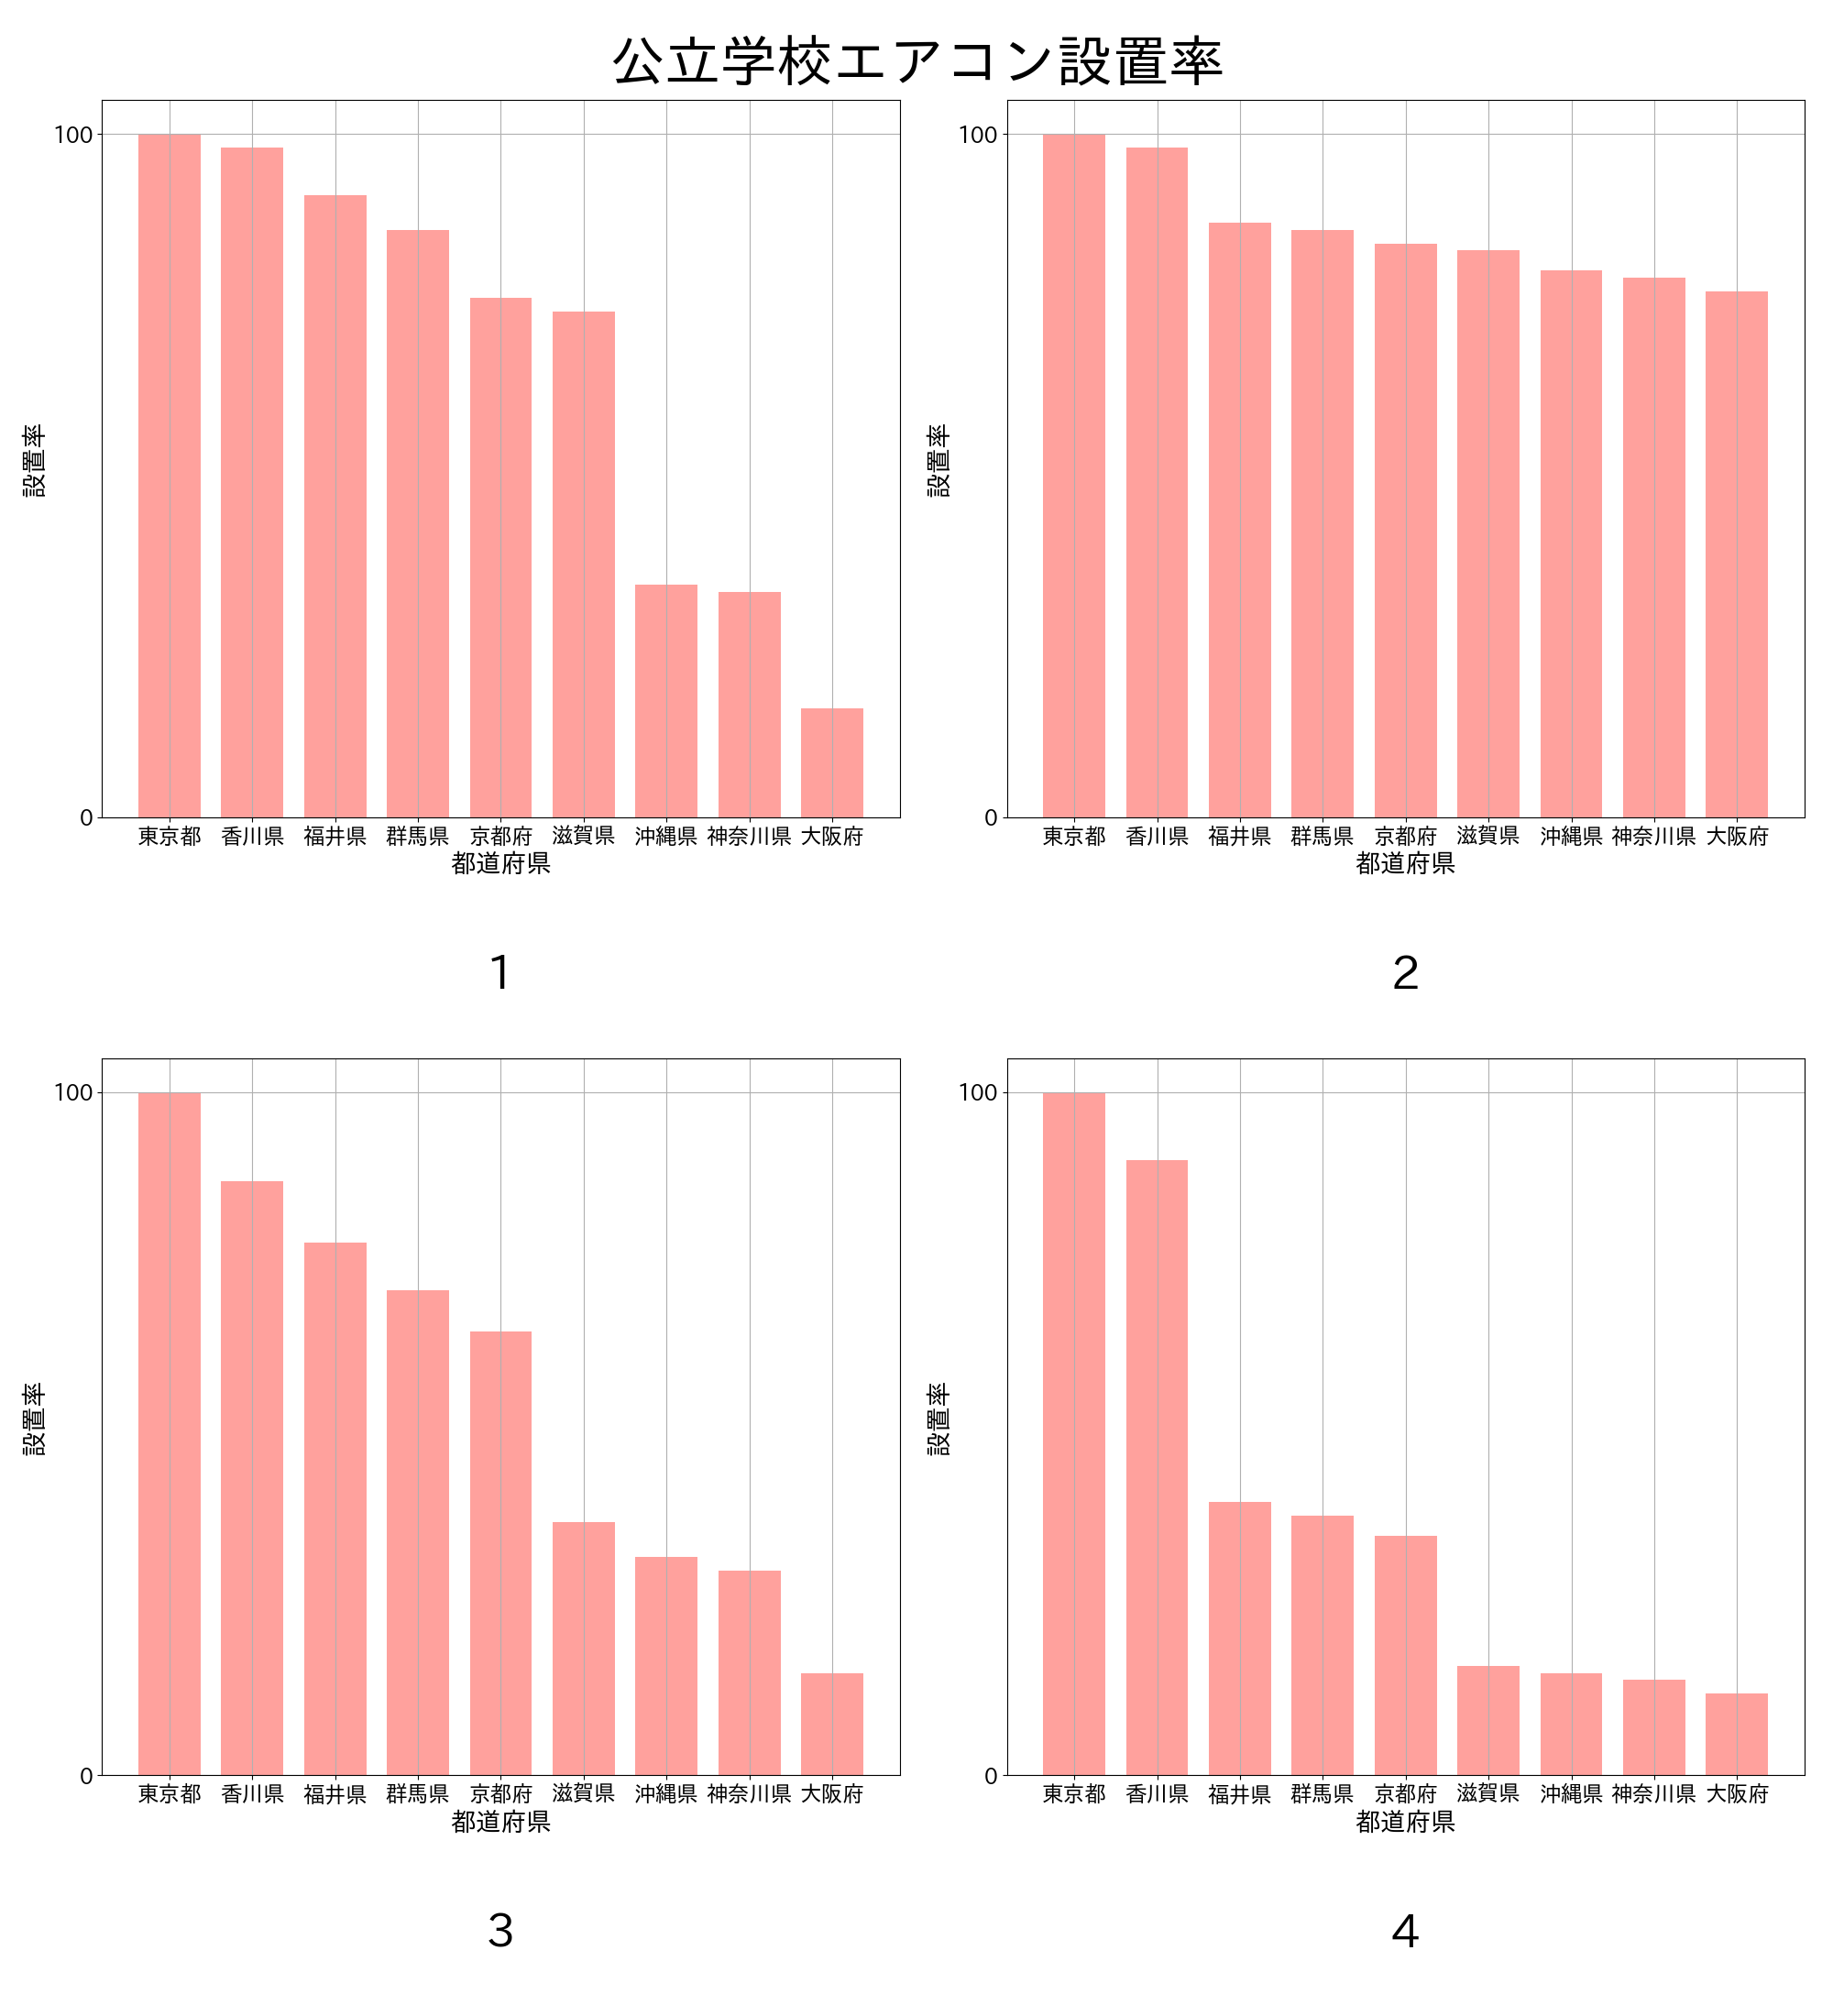 公立学校エアコン設置率
100
0
設置率
東京都 香川県 福井県 群馬県 京都府 滋賀県 沖縄県 神奈川県 大阪府
都道府県
1
100
0
設置率
東京都 香川県 福井県 群馬県 京都府 滋賀県 沖縄県 神奈川県 大阪府
都道府県
2
100
0
設置率
東京都 香川県 福井県 群馬県 京都府 滋賀県 沖縄県 神奈川県 大阪府
都道府県
3
100
0
設置率
東京都 香川県 福井県 群馬県 京都府 滋賀県 沖縄県 神奈川県 大阪府
都道府県
4